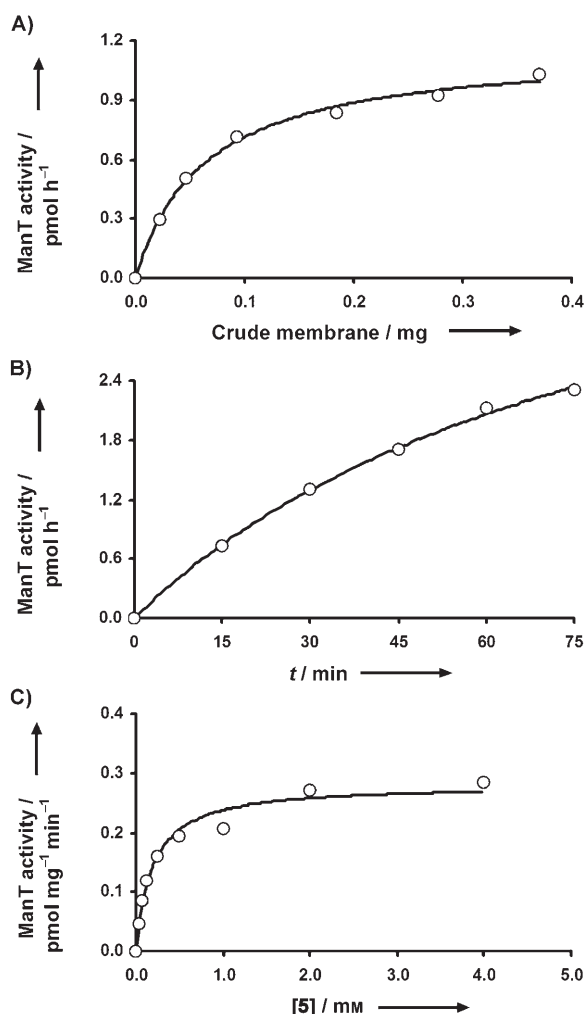 A)
1.2
0.9
0.6
0.3
0.0
ManT activity /
pmol h⁻¹
0.0 0.1 0.2 0.3 0.4
Crude membrane / mg
B)
2.4
1.8
1.2
0.6
0.0
ManT activity /
pmol h⁻¹
0 15 30 45 60 75
t / min
C)
0.4
0.3
0.2
0.1
0.0
ManT activity /
pmol mg⁻¹ min⁻¹
0.0 1.0 2.0 3.0 4.0 5.0
[5] / mM